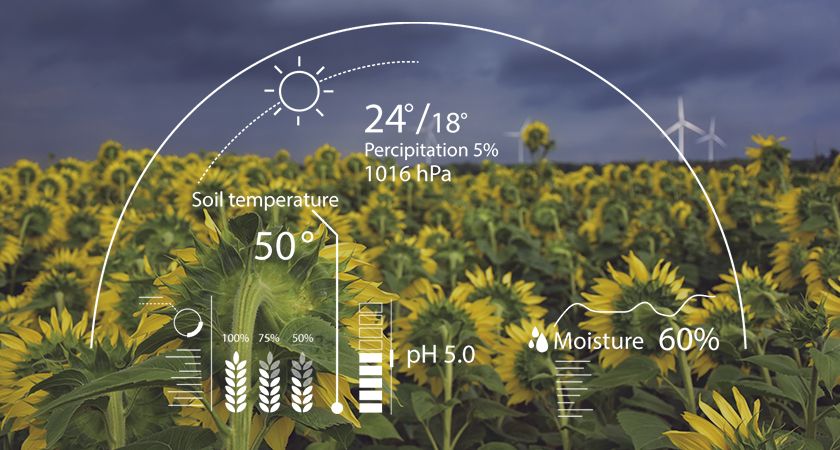 24°/18°
Percipitation 5%
1016 hPa
Soil temperature
50°
100% 75% 50%
pH 5.0
Moisture 60%